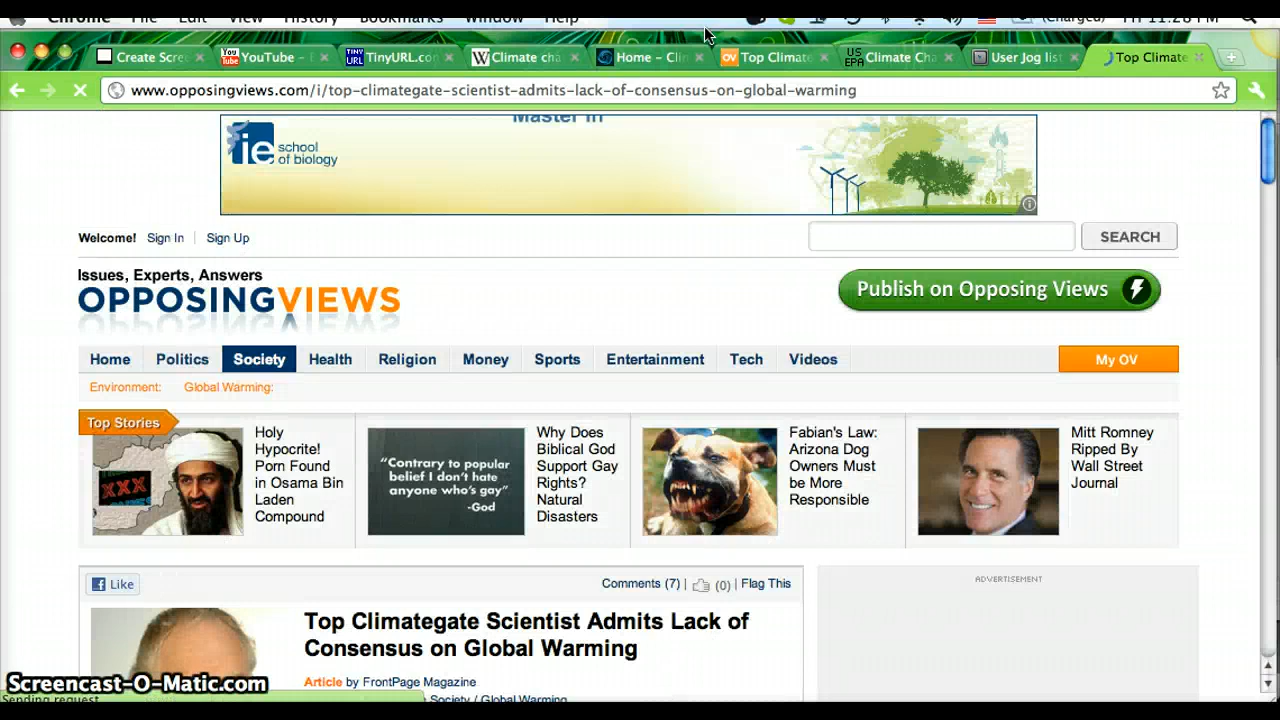 Chrome File Edit View History Bookmarks Window Help (Charged) Fri 11:28 PM
Create Scre
YouTube - E
TinyURL.co
Climate cha
Home - Clim
Top Climate
Climate Cha
User Jog list
Top Climate
www.opposingviews.com/i/top-climategate-scientist-admits-lack-of-consensus-on-global-warming
Master in
ie school
of biology
Welcome! Sign In | Sign Up
SEARCH
Issues, Experts, Answers
OPPOSINGVIEWS
Publish on Opposing Views
Home Politics Society Health Religion Money Sports Entertainment Tech Videos My OV
Environment: Global Warming:
Top Stories
XXX
Holy
Hypocrite!
Porn Found
in Osama Bin
Laden
Compound
"Contrary to popular
belief I don't hate
anyone who's gay"
-God
Why Does
Biblical God
Support Gay
Rights?
Natural
Disasters
Fabian's Law:
Arizona Dog
Owners Must
be More
Responsible
Mitt Romney
Ripped By
Wall Street
Journal
Like
Comments (7) | (0) | Flag This
ADVERTISEMENT
Top Climategate Scientist Admits Lack of
Consensus on Global Warming
Article by FrontPage Magazine
Society / Global Warming
Screencast-O-Matic.com
Sending request